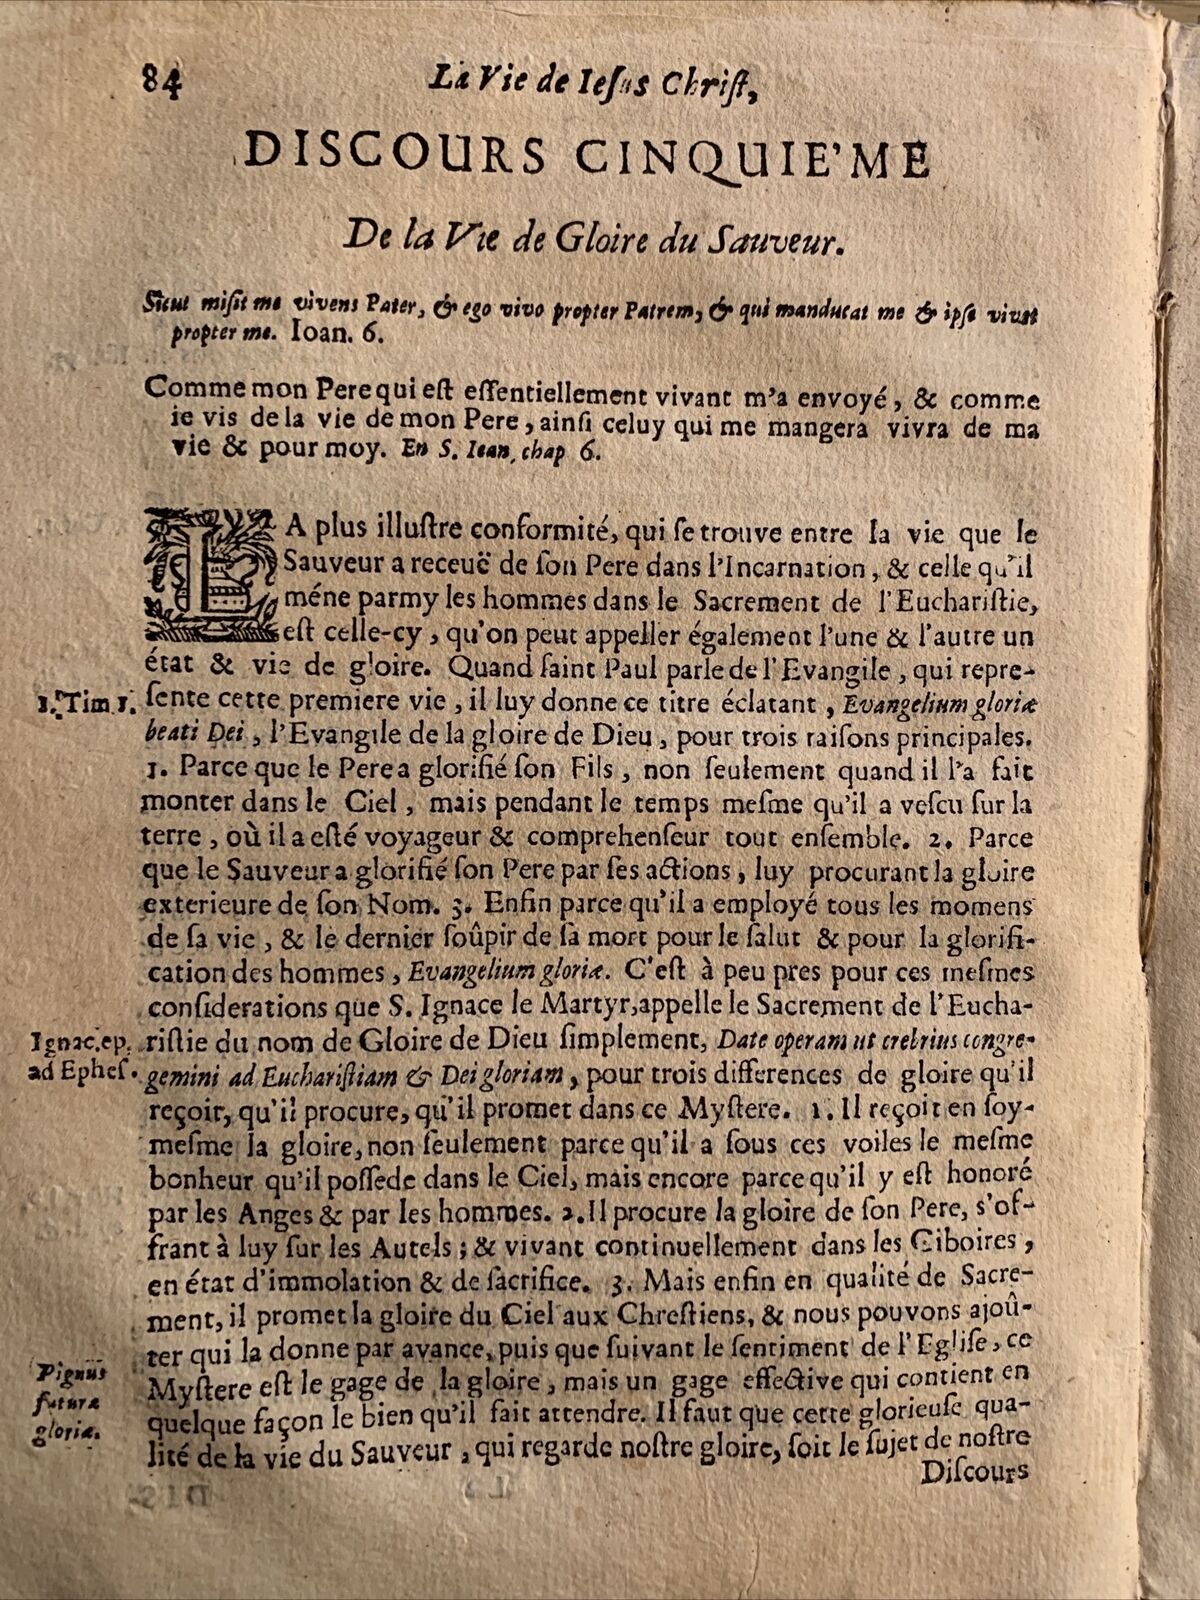 84 La Vie de Ieſus Chriſt,
DISCOURS CINQUIE'ME
De la Vie de Gloire du Sauveur.
Sicut miſit me vivens Pater, & ego vivo propter Patrem, & qui manducat me & ipſe vivet
propter me. Ioan. 6.
Comme mon Pere qui eſt eſſentiellement vivant m'a envoyé, & comme
ie vis de la vie de mon Pere, ainſi celuy qui me mangera vivra de ma
vie & pour moy. En S. Iean, chap 6.
LA plus illuſtre conformité, qui ſe trouve entre la vie que le
Sauveur a receuë de ſon Pere dans l'Incarnation, & celle qu'il
méne parmy les hommes dans le Sacrement de l'Euchariſtie,
eſt celle-cy, qu'on peut appeller également l'une & l'autre un
état & vie de gloire. Quand ſaint Paul parle de l'Evangile, qui repre-
1. Tim 1. ſente cette premiere vie, il luy donne ce titre éclatant, Evangelium gloriæ
beati Dei, l'Evangile de la gloire de Dieu, pour trois raiſons principales.
1. Parce que le Pere a glorifié ſon Fils, non ſeulement quand il l'a fait
monter dans le Ciel, mais pendant le temps meſme qu'il a veſcu ſur la
terre, où il a eſté voyageur & comprehenſeur tout enſemble. 2. Parce
que le Sauveur a glorifié ſon Pere par ſes actions, luy procurant la gloire
exterieure de ſon Nom. 3. Enfin parce qu'il a employé tous les momens
de ſa vie, & le dernier ſoûpir de ſa mort pour le ſalut & pour la glorifi-
cation des hommes, Evangelium gloriæ. C'eſt à peu pres pour ces meſmes
conſiderations que S. Ignace le Martyr, appelle le Sacrement de l'Eucha-
Ignac. ep. riſtie du nom de Gloire de Dieu ſimplement, Date operam ut crebrius congre-
ad Epheſ. gemini ad Euchariſtiam & Dei gloriam, pour trois differences de gloire qu'il
reçoit, qu'il procure, qu'il promet dans ce Myſtere. 1. Il reçoit en ſoy-
meſme la gloire, non ſeulement parce qu'il a ſous ces voiles le meſme
bonheur qu'il poſſede dans le Ciel, mais encore parce qu'il y eſt honoré
par les Anges & par les hommes. 2. Il procure la gloire de ſon Pere, s'of-
frant à luy ſur les Autels; & vivant continuellement dans les Ciboires,
en état d'immolation & de ſacrifice. 3. Mais enfin en qualité de Sacre-
ment, il promet la gloire du Ciel aux Chreſtiens, & nous pouvons ajoû-
ter qui la donne par avance, puis que ſuivant le ſentiment de l'Egliſe, ce
Pignus Myſtere eſt le gage de la gloire, mais un gage effective qui contient en
futuræ quelque façon le bien qu'il fait attendre. Il faut que cette glorieuſe qua-
gloriæ. lité de la vie du Sauveur, qui regarde noſtre gloire, ſoit le ſujet de noſtre
Diſcours